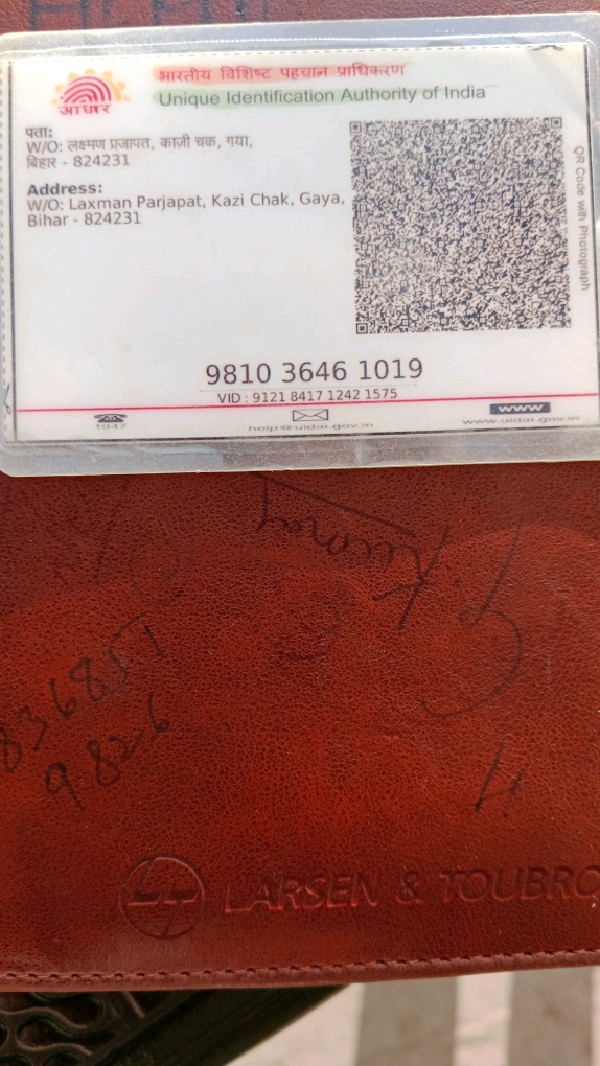 भारतीय विशिष्ट पहचान प्राधिकरण
Unique Identification Authority of India
आधार
पता:
W/O: लक्ष्मण प्रजापत, काज़ी चक, गया,
बिहार - 824231
Address:
W/O: Laxman Parjapat, Kazi Chak, Gaya,
Bihar - 824231
QR Code with Photograph
9810 3646 1019
VID : 9121 8417 1242 1575
1947
help@uidai.gov.in
www
www.uidai.gov.in
9826
LARSEN & TOUBRO